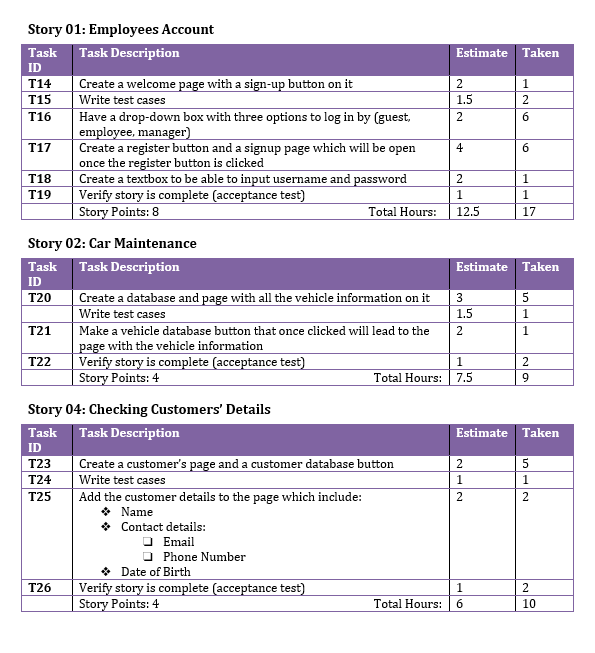 Story 01: Employees Account
Task Task Description Estimate Taken
ID
T14 Create a welcome page with a sign-up button on it 2 1
T15 Write test cases 1.5 2
T16 Have a drop-down box with three options to log in by (guest, 2 6
employee, manager)
T17 Create a register button and a signup page which will be open 4 6
once the register button is clicked
T18 Create a textbox to be able to input username and password 2 1
T19 Verify story is complete (acceptance test) 1 1
Story Points: 8 Total Hours: 12.5 17
Story 02: Car Maintenance
Task Task Description Estimate Taken
ID
T20 Create a database and page with all the vehicle information on it 3 5
Write test cases 1.5 1
T21 Make a vehicle database button that once clicked will lead to the 2 1
page with the vehicle information
T22 Verify story is complete (acceptance test) 1 2
Story Points: 4 Total Hours: 7.5 9
Story 04: Checking Customers’ Details
Task Task Description Estimate Taken
ID
T23 Create a customer’s page and a customer database button 2 5
T24 Write test cases 1 1
T25 Add the customer details to the page which include: 2 2
❖ Name
❖ Contact details:
❑ Email
❑ Phone Number
❖ Date of Birth
T26 Verify story is complete (acceptance test) 1 2
Story Points: 4 Total Hours: 6 10